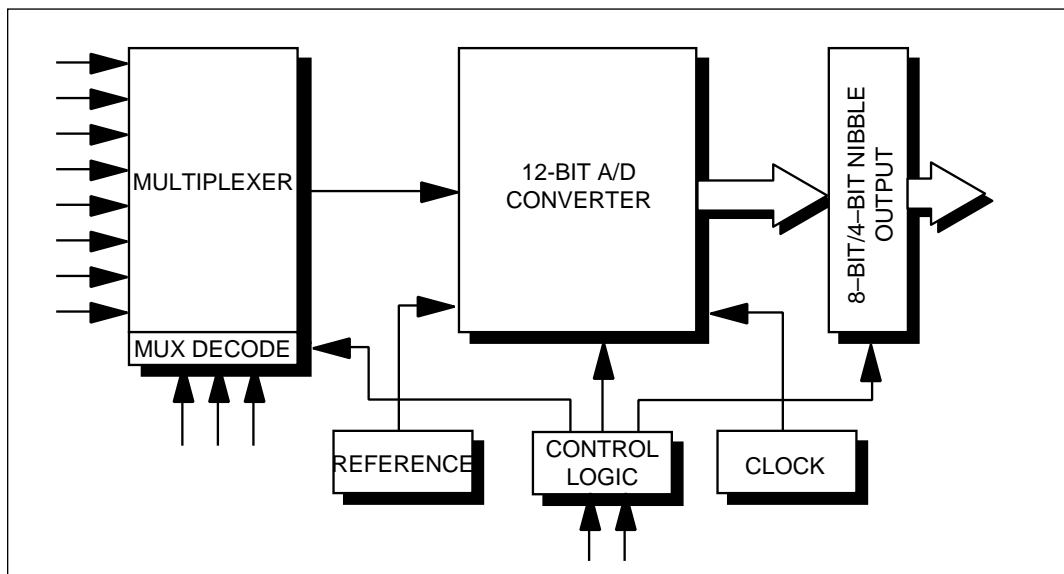 MULTIPLEXER
MUX DECODE
12-BIT A/D
CONVERTER
8–BIT/4–BIT NIBBLE
OUTPUT
REFERENCE
CONTROL
LOGIC
CLOCK